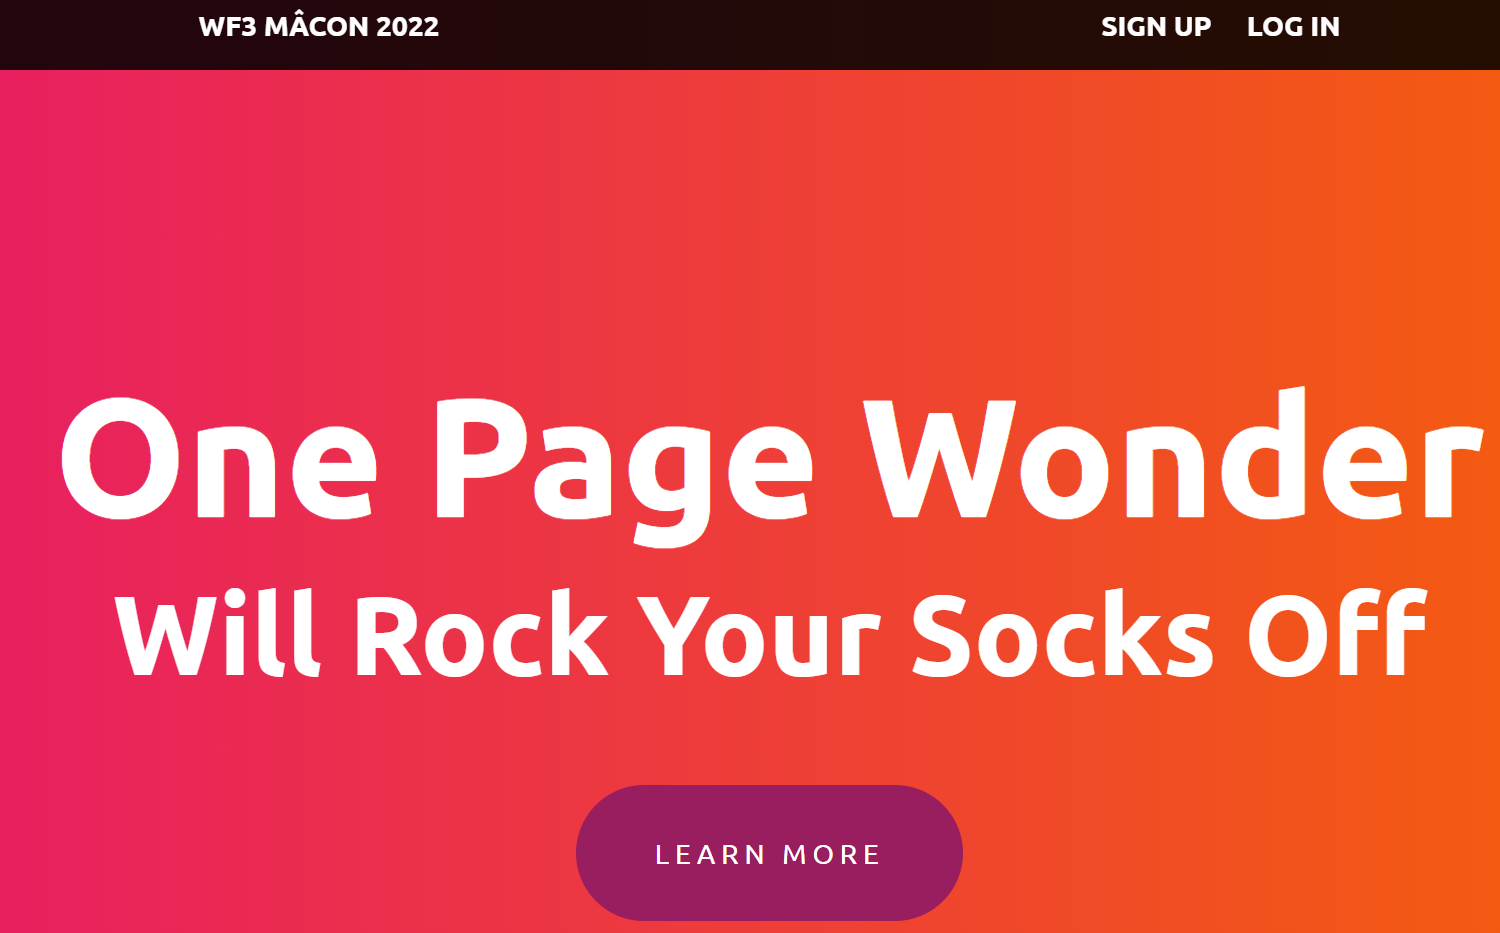 WF3 MÂCON 2022
SIGN UP LOG IN
One Page Wonder
Will Rock Your Socks Off
LEARN MORE